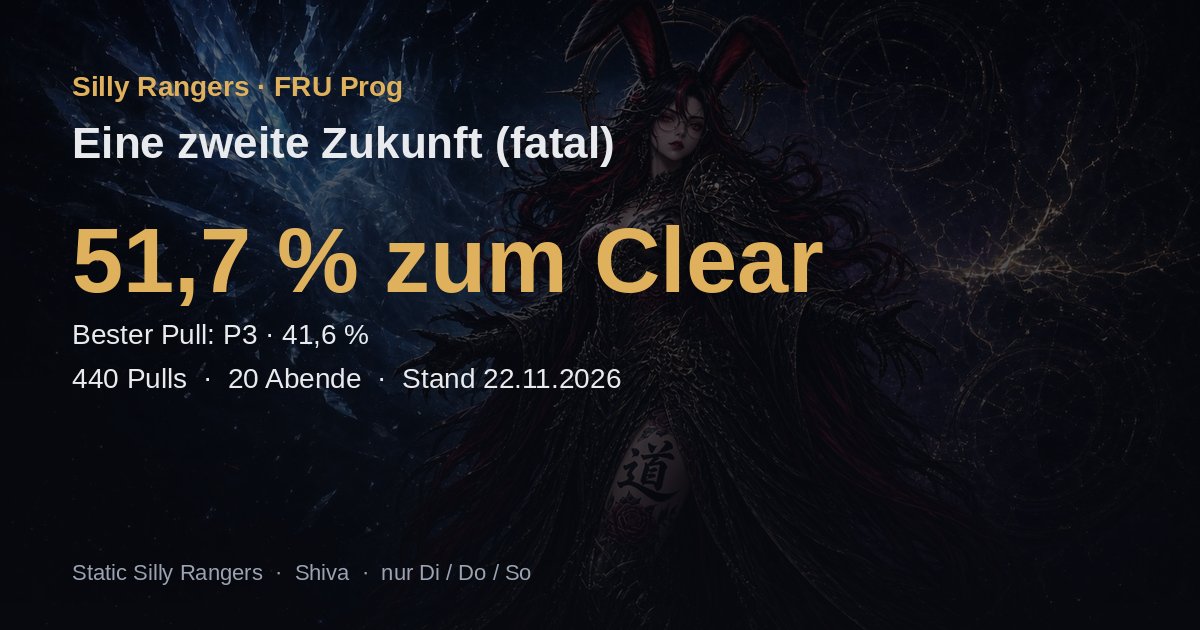 Silly Rangers · FRU Prog
Eine zweite Zukunft (fatal)
51,7 % zum Clear
Bester Pull: P3 · 41,6 %
440 Pulls · 20 Abende · Stand 22.11.2026
道
Static Silly Rangers · Shiva · nur Di / Do / So